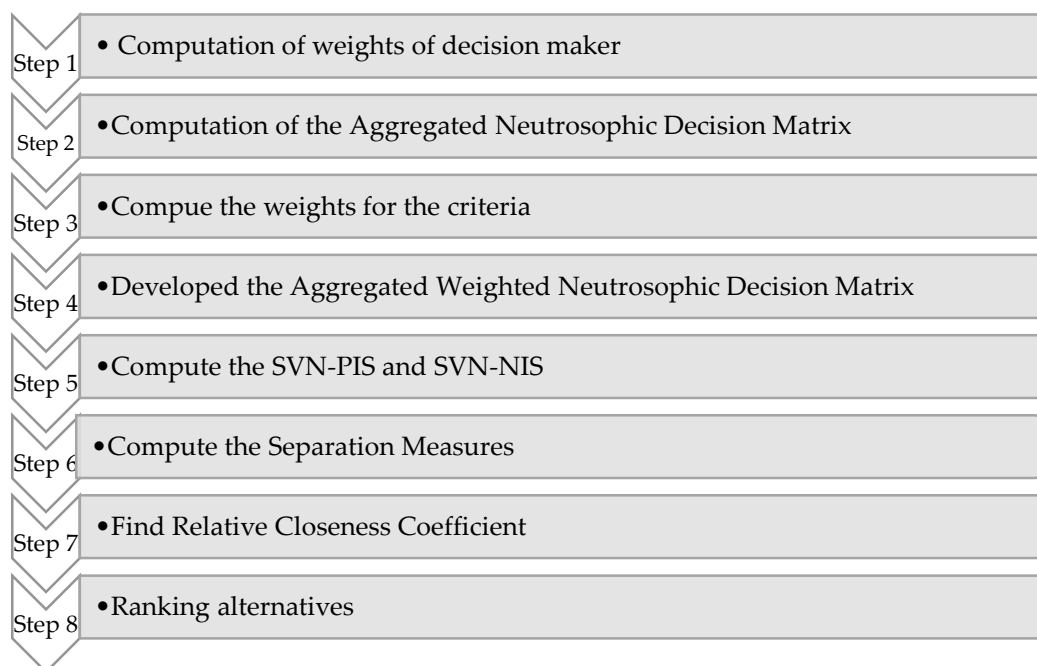 Step 1
• Computation of weights of decision maker
Step 2
•Computation of the Aggregated Neutrosophic Decision Matrix
Step 3
•Compue the weights for the criteria
Step 4
•Developed the Aggregated Weighted Neutrosophic Decision Matrix
Step 5
•Compute the SVN-PIS and SVN-NIS
Step 6
•Compute the Separation Measures
Step 7
•Find Relative Closeness Coefficient
Step 8
•Ranking alternatives